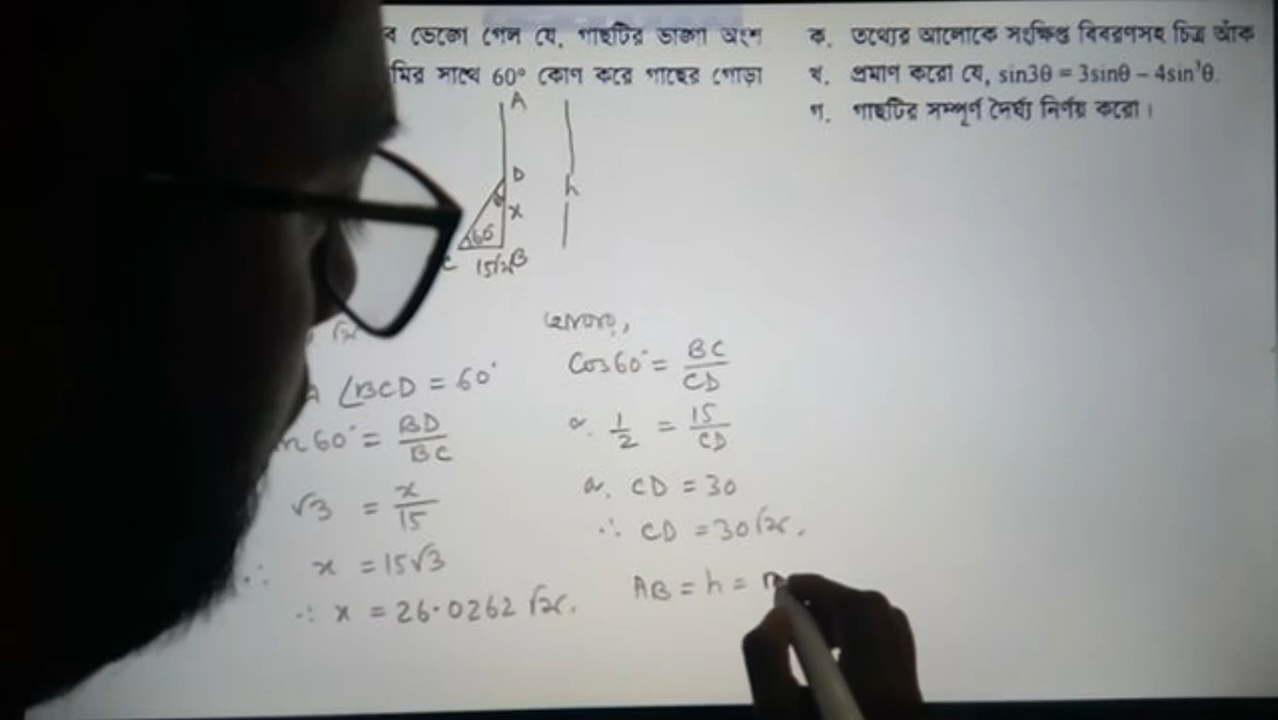 ভেঙ্গে গেল যে, গাছটির ভাঙ্গা অংশ
মির সাথে 60° কোণ করে গাছের গোড়া
ক. তথ্যের আলোকে সংক্ষিপ্ত বিবরণসহ চিত্র আঁক
খ. প্রমাণ করো যে, sin3θ = 3sinθ − 4sin³θ.
গ. গাছটির সম্পূর্ণ দৈর্ঘ্য নির্ণয় করো।
A
D
h
x
60°
C
15মি
B
মি
∠BCD = 60°
n 60° = BD/BC
√3 = x/15
∴ x = 15√3
∴ x = 26.0262 মি.
আবার,
Cos60° = BC/CD
বা, 1/2 = 15/CD
বা, CD = 30
∴ CD = 30 মি.
AB = h =